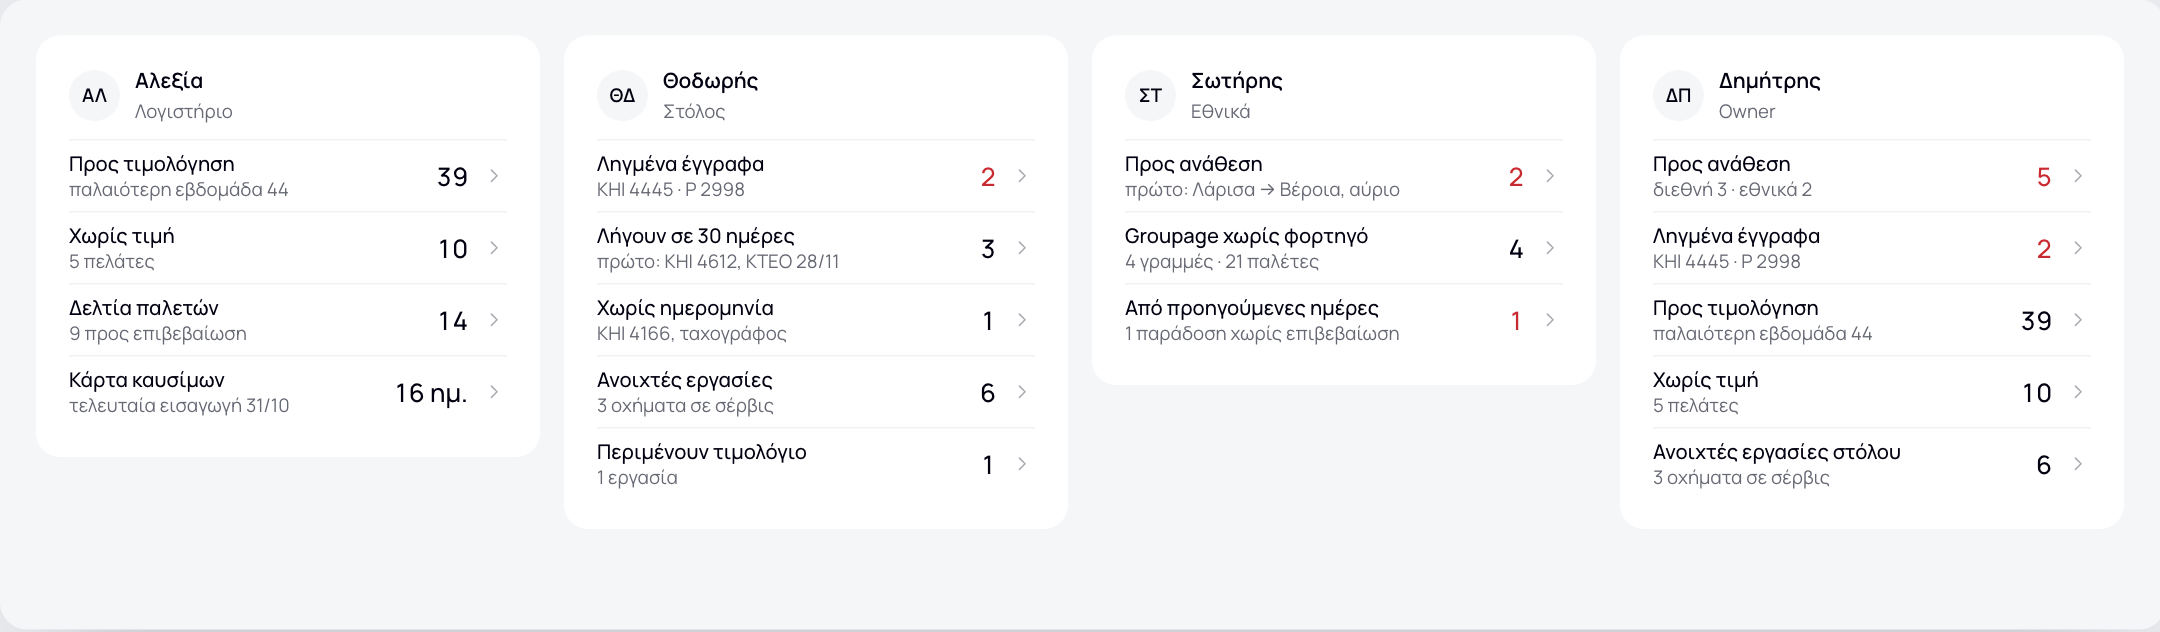 ΑΛ
Αλεξία
Λογιστήριο
Προς τιμολόγηση
παλαιότερη εβδομάδα 44
39
Χωρίς τιμή
5 πελάτες
10
Δελτία παλετών
9 προς επιβεβαίωση
14
Κάρτα καυσίμων
τελευταία εισαγωγή 31/10
16 ημ.
ΘΔ
Θοδωρής
Στόλος
Ληγμένα έγγραφα
ΚΗΙ 4445 · Ρ 2998
2
Λήγουν σε 30 ημέρες
πρώτο: ΚΗΙ 4612, ΚΤΕΟ 28/11
3
Χωρίς ημερομηνία
ΚΗΙ 4166, ταχογράφος
1
Ανοιχτές εργασίες
3 οχήματα σε σέρβις
6
Περιμένουν τιμολόγιο
1 εργασία
1
ΣΤ
Σωτήρης
Εθνικά
Προς ανάθεση
πρώτο: Λάρισα → Βέροια, αύριο
2
Groupage χωρίς φορτηγό
4 γραμμές · 21 παλέτες
4
Από προηγούμενες ημέρες
1 παράδοση χωρίς επιβεβαίωση
1
ΔΠ
Δημήτρης
Owner
Προς ανάθεση
διεθνή 3 · εθνικά 2
5
Ληγμένα έγγραφα
ΚΗΙ 4445 · Ρ 2998
2
Προς τιμολόγηση
παλαιότερη εβδομάδα 44
39
Χωρίς τιμή
5 πελάτες
10
Ανοιχτές εργασίες στόλου
3 οχήματα σε σέρβις
6